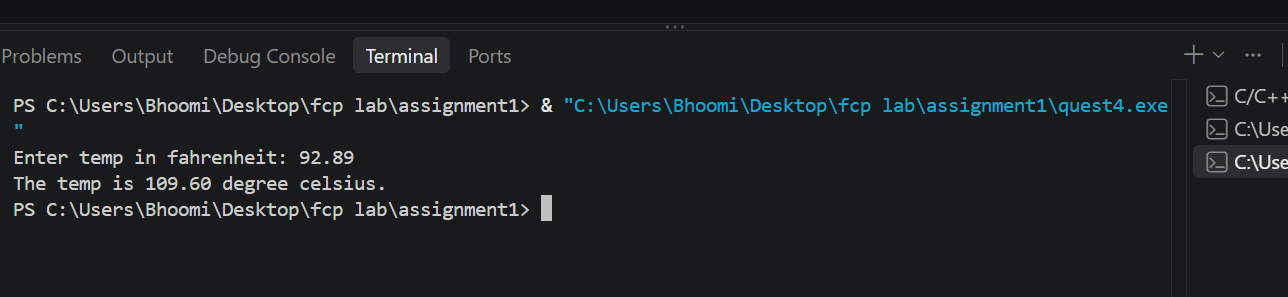 Problems Output Debug Console Terminal Ports
PS C:\Users\Bhoomi\Desktop\fcp lab\assignment1> & "C:\Users\Bhoomi\Desktop\fcp lab\assignment1\quest4.exe
"
Enter temp in fahrenheit: 92.89
The temp is 109.60 degree celsius.
PS C:\Users\Bhoomi\Desktop\fcp lab\assignment1>
C/C++
C:\Use
C:\Use